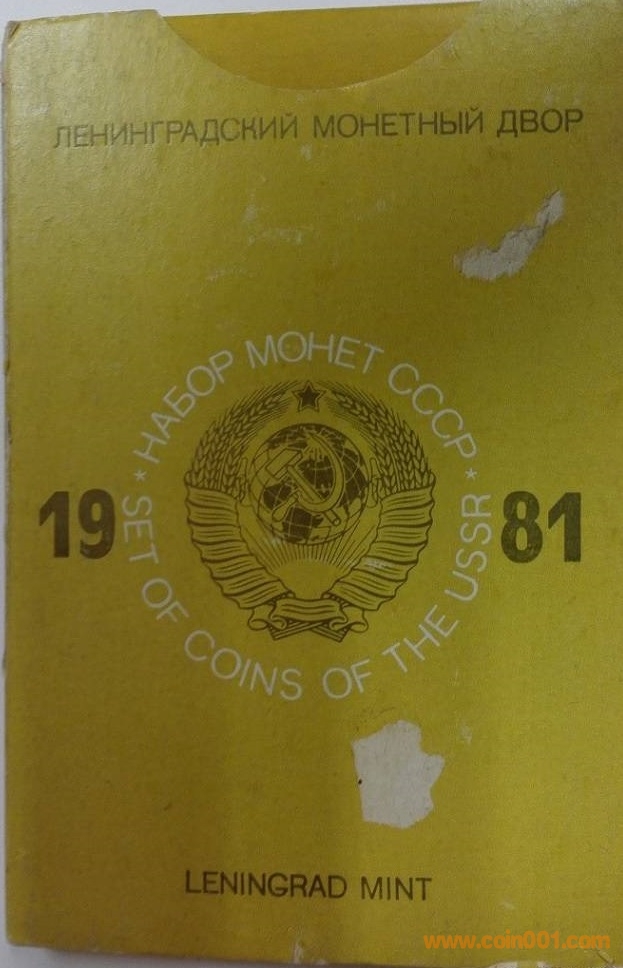 ЛЕНИНГРАДСКИЙ МОНЕТНЫЙ ДВОР
* НАБОР МОНЕТ СССР *
19 81
SET OF COINS OF THE USSR
LENINGRAD MINT
www.coin001.com